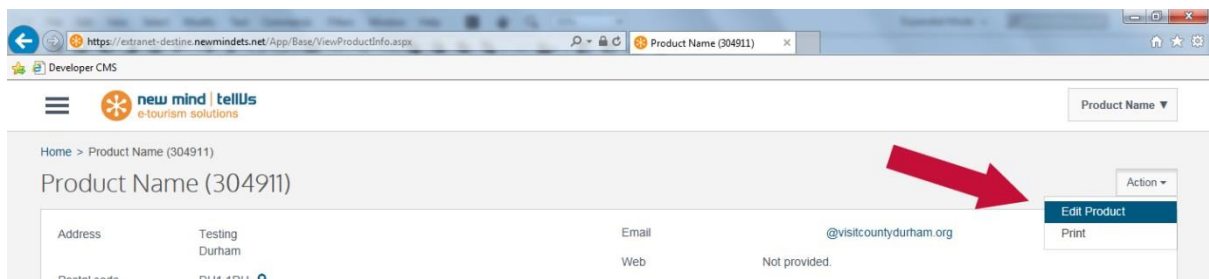 https://extranet-destine.newmindets.net/App/Base/ViewProductInfo.aspx
Product Name (304911)
Developer CMS
new mind | tellUs
e-tourism solutions
Product Name ▼
Home > Product Name (304911)
Product Name (304911)
Action
Edit Product
Print
Address
Testing
Durham
Email
@visitcountydurham.org
Web
Not provided.